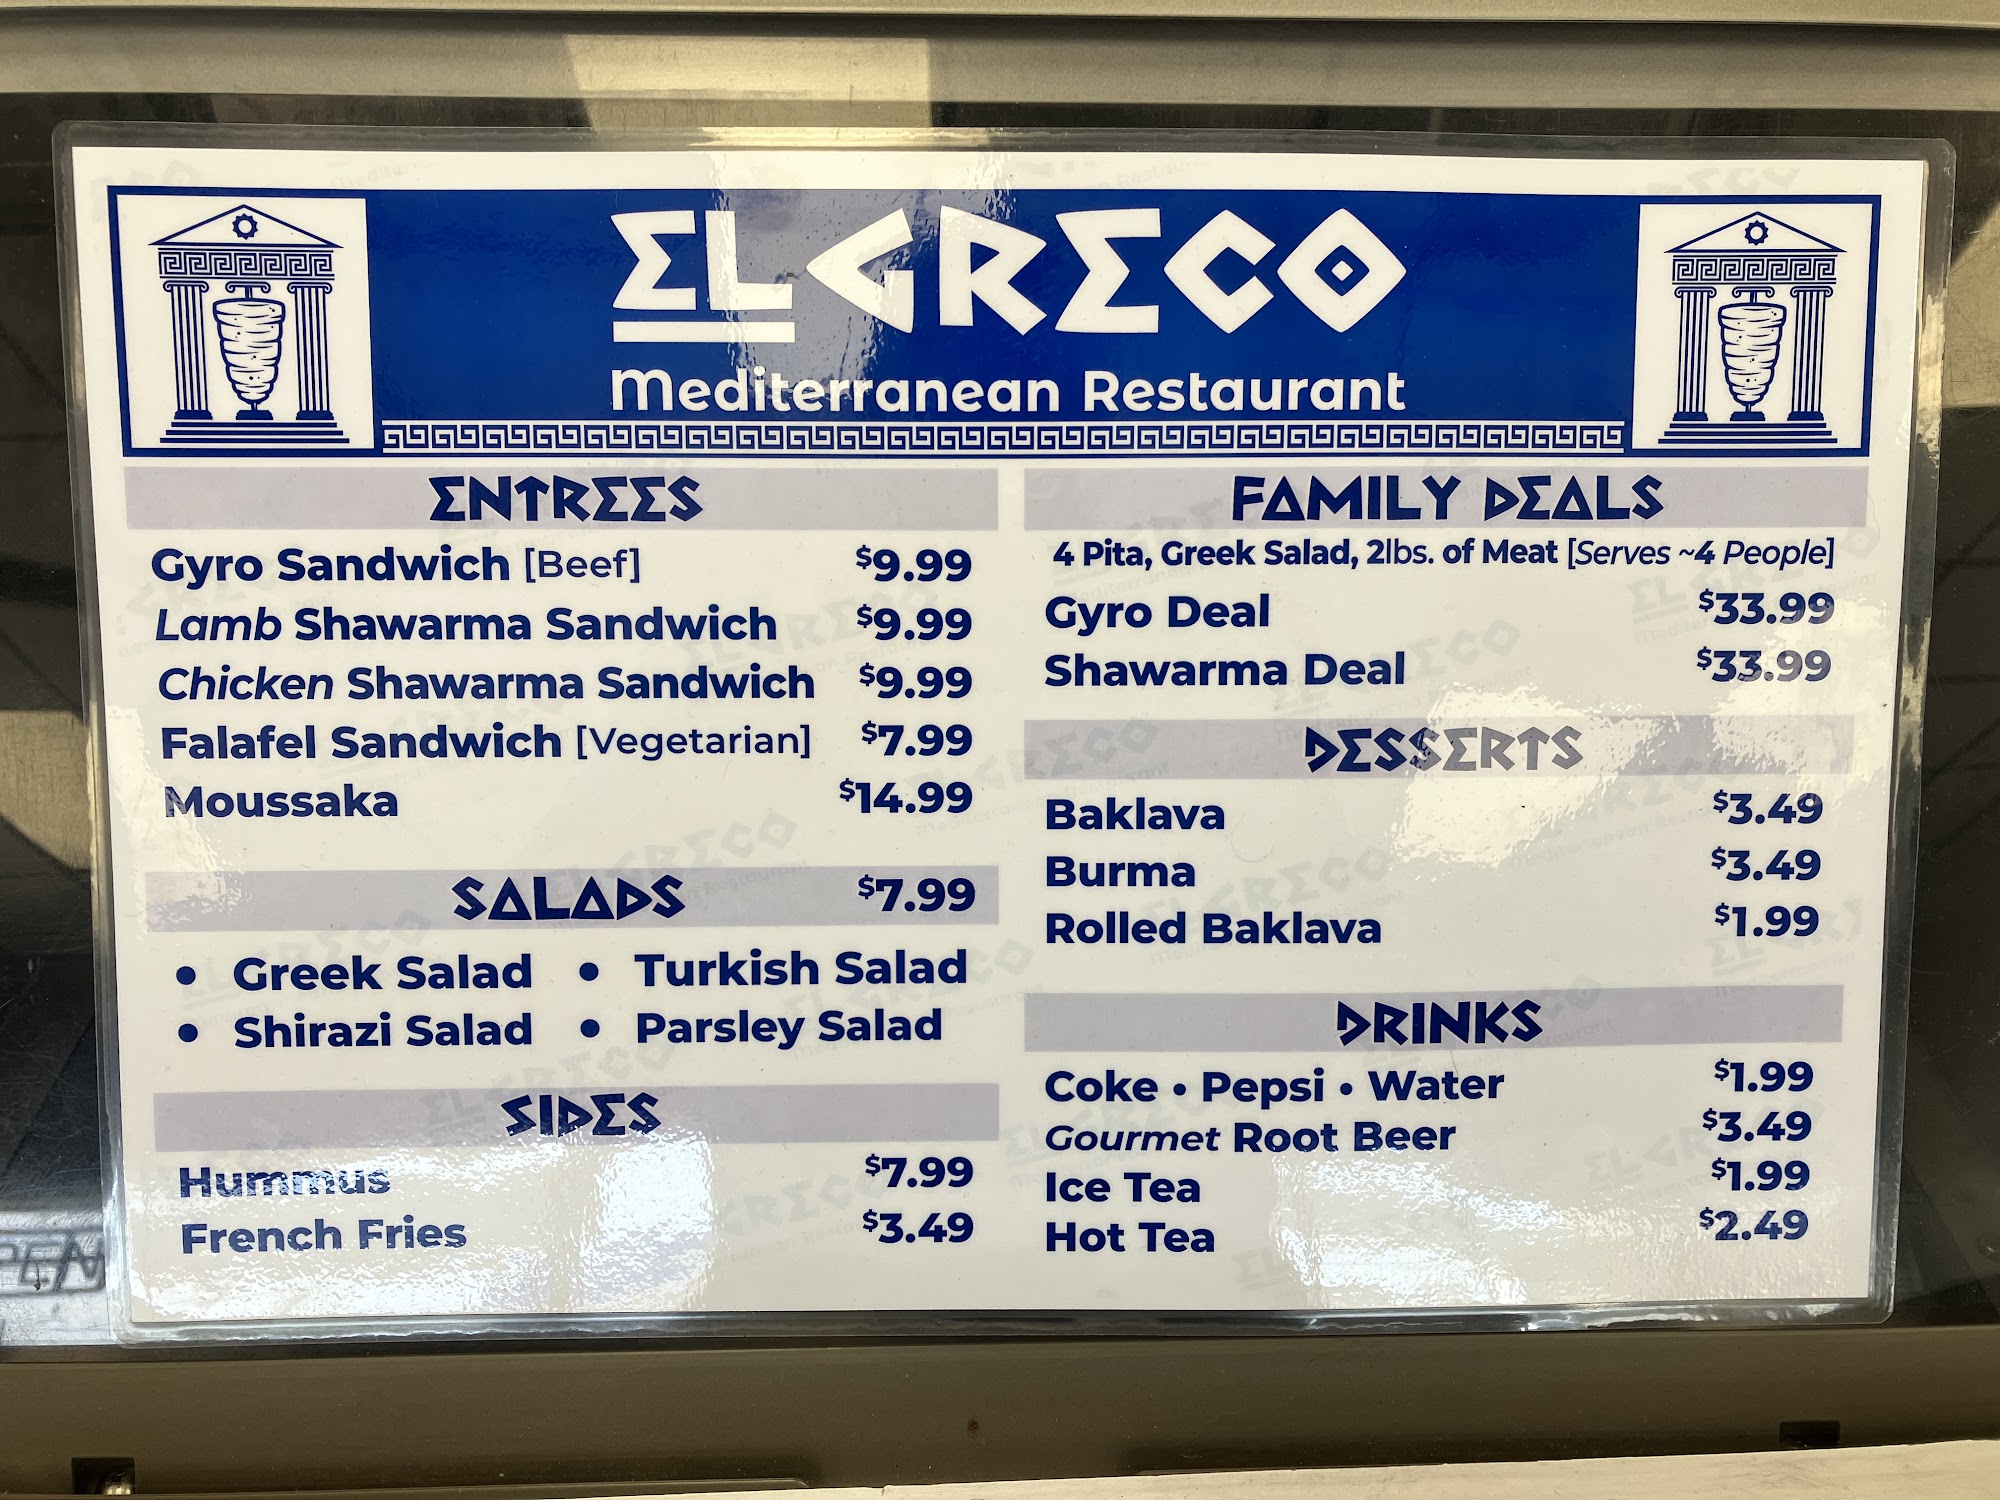 EL GRECO
Mediterranean Restaurant
ENTREES
Gyro Sandwich [Beef] $9.99
Lamb Shawarma Sandwich $9.99
Chicken Shawarma Sandwich $9.99
Falafel Sandwich [Vegetarian] $7.99
Moussaka $14.99
SALADS $7.99
• Greek Salad • Turkish Salad
• Shirazi Salad • Parsley Salad
SIDES
Hummus $7.99
French Fries $3.49
FAMILY DEALS
4 Pita, Greek Salad, 2lbs. of Meat [Serves ~4 People]
Gyro Deal $33.99
Shawarma Deal $33.99
DESSERTS
Baklava $3.49
Burma $3.49
Rolled Baklava $1.99
DRINKS
Coke • Pepsi • Water $1.99
Gourmet Root Beer $3.49
Ice Tea $1.99
Hot Tea $2.49